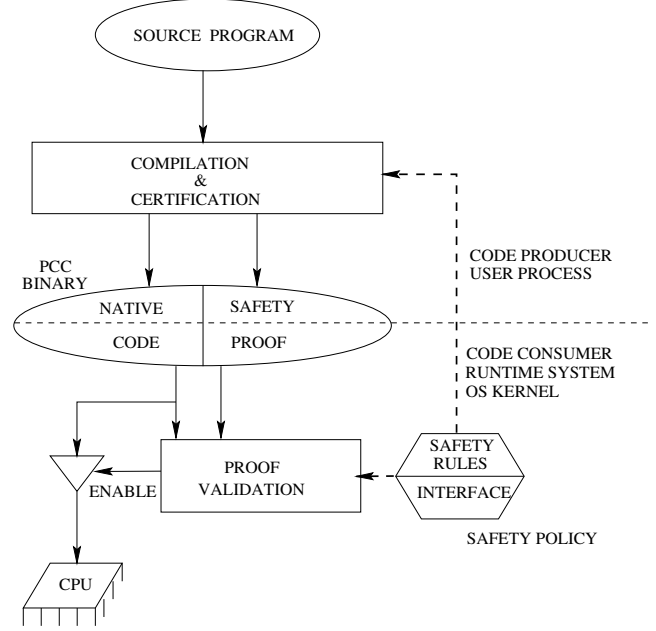 SOURCE PROGRAM
COMPILATION
&
CERTIFICATION
PCC
BINARY
CODE PRODUCER
USER PROCESS
NATIVE
SAFETY
CODE
PROOF
CODE CONSUMER
RUNTIME SYSTEM
OS KERNEL
SAFETY
RULES
INTERFACE
PROOF
VALIDATION
ENABLE
SAFETY POLICY
CPU